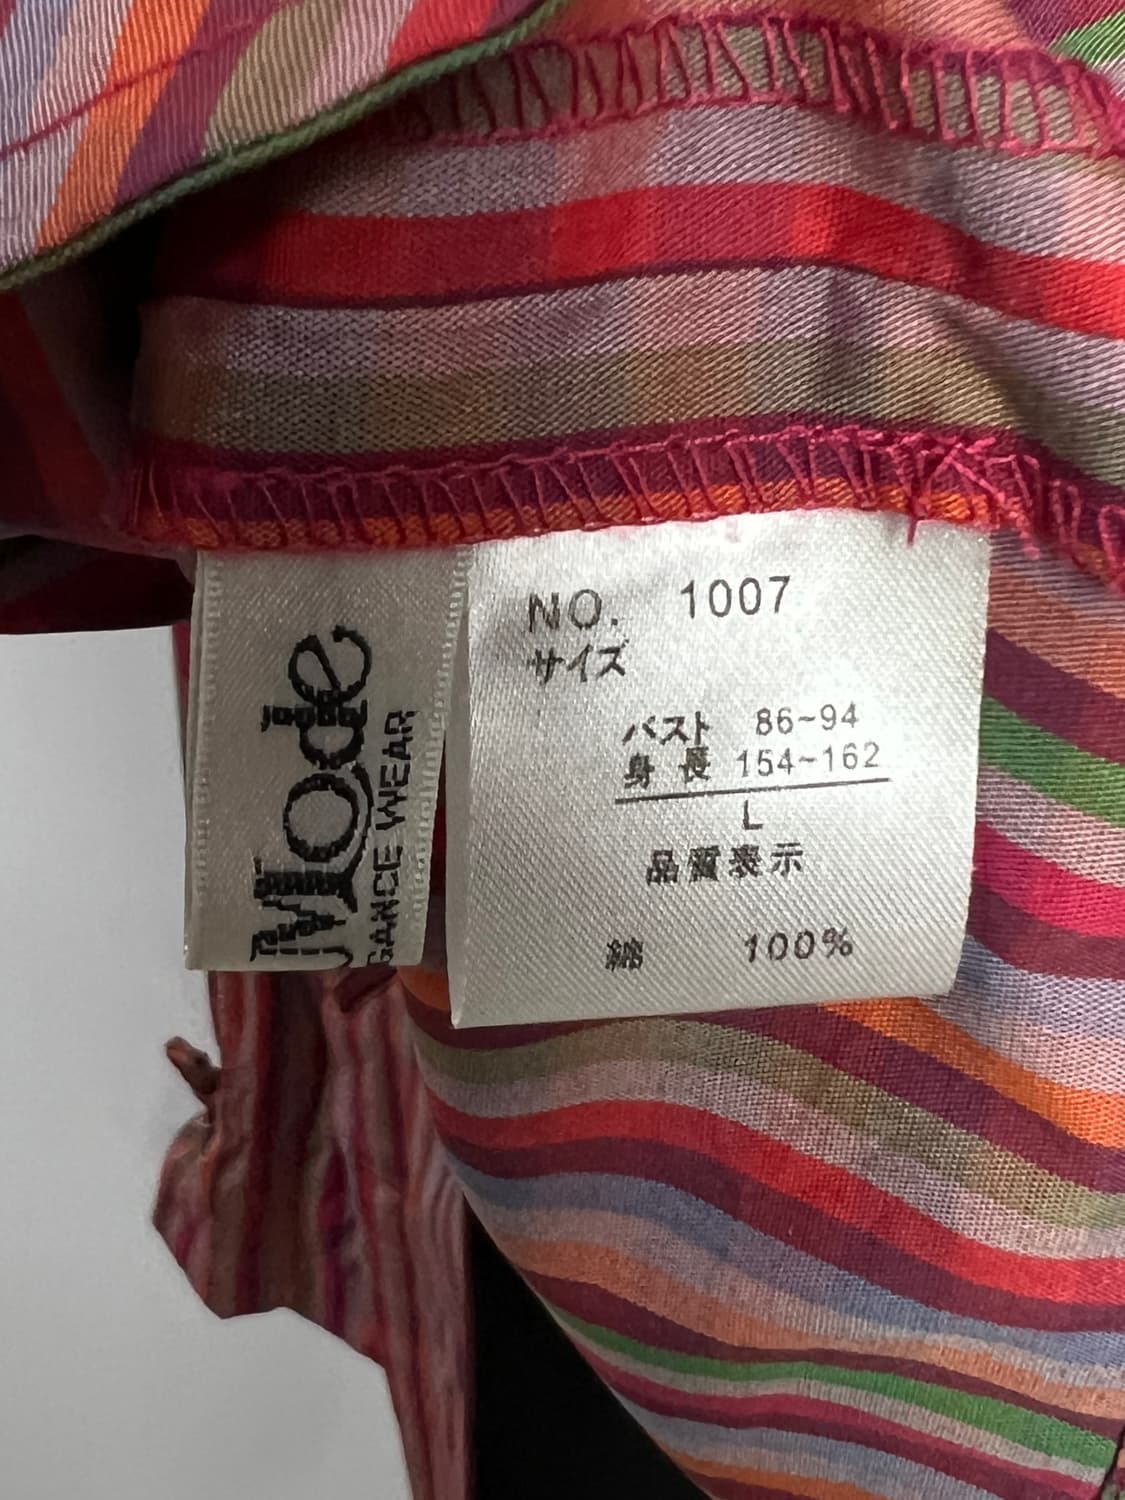 Mode
GANCE WEAR
NO. 1007
サイズ
バスト 86~94
身長 154~162
L
品質表示
綿 100%